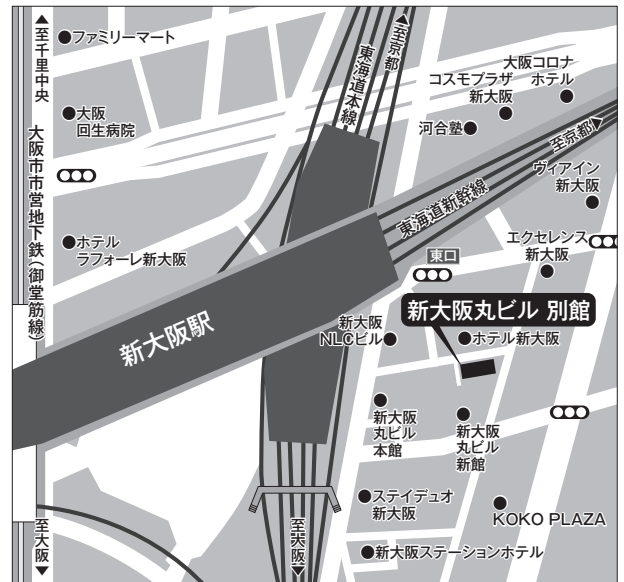 至千里中央
ファミリーマート
大阪
回生病院
大阪市市営地下鉄(御堂筋線)
ホテル
ラフォーレ新大阪
至京都
東海道本線
大阪コロナ
ホテル
コスモプラザ
新大阪
河合塾
至京都
ヴィアイン
新大阪
東海道新幹線
エクセレンス
新大阪
東口
新大阪丸ビル 別館
新大阪駅
新大阪
NLCビル
ホテル新大阪
新大阪
丸ビル
本館
新大阪
丸ビル
新館
ステイデュオ
新大阪
KOKO PLAZA
新大阪ステーションホテル
至大阪
至大阪